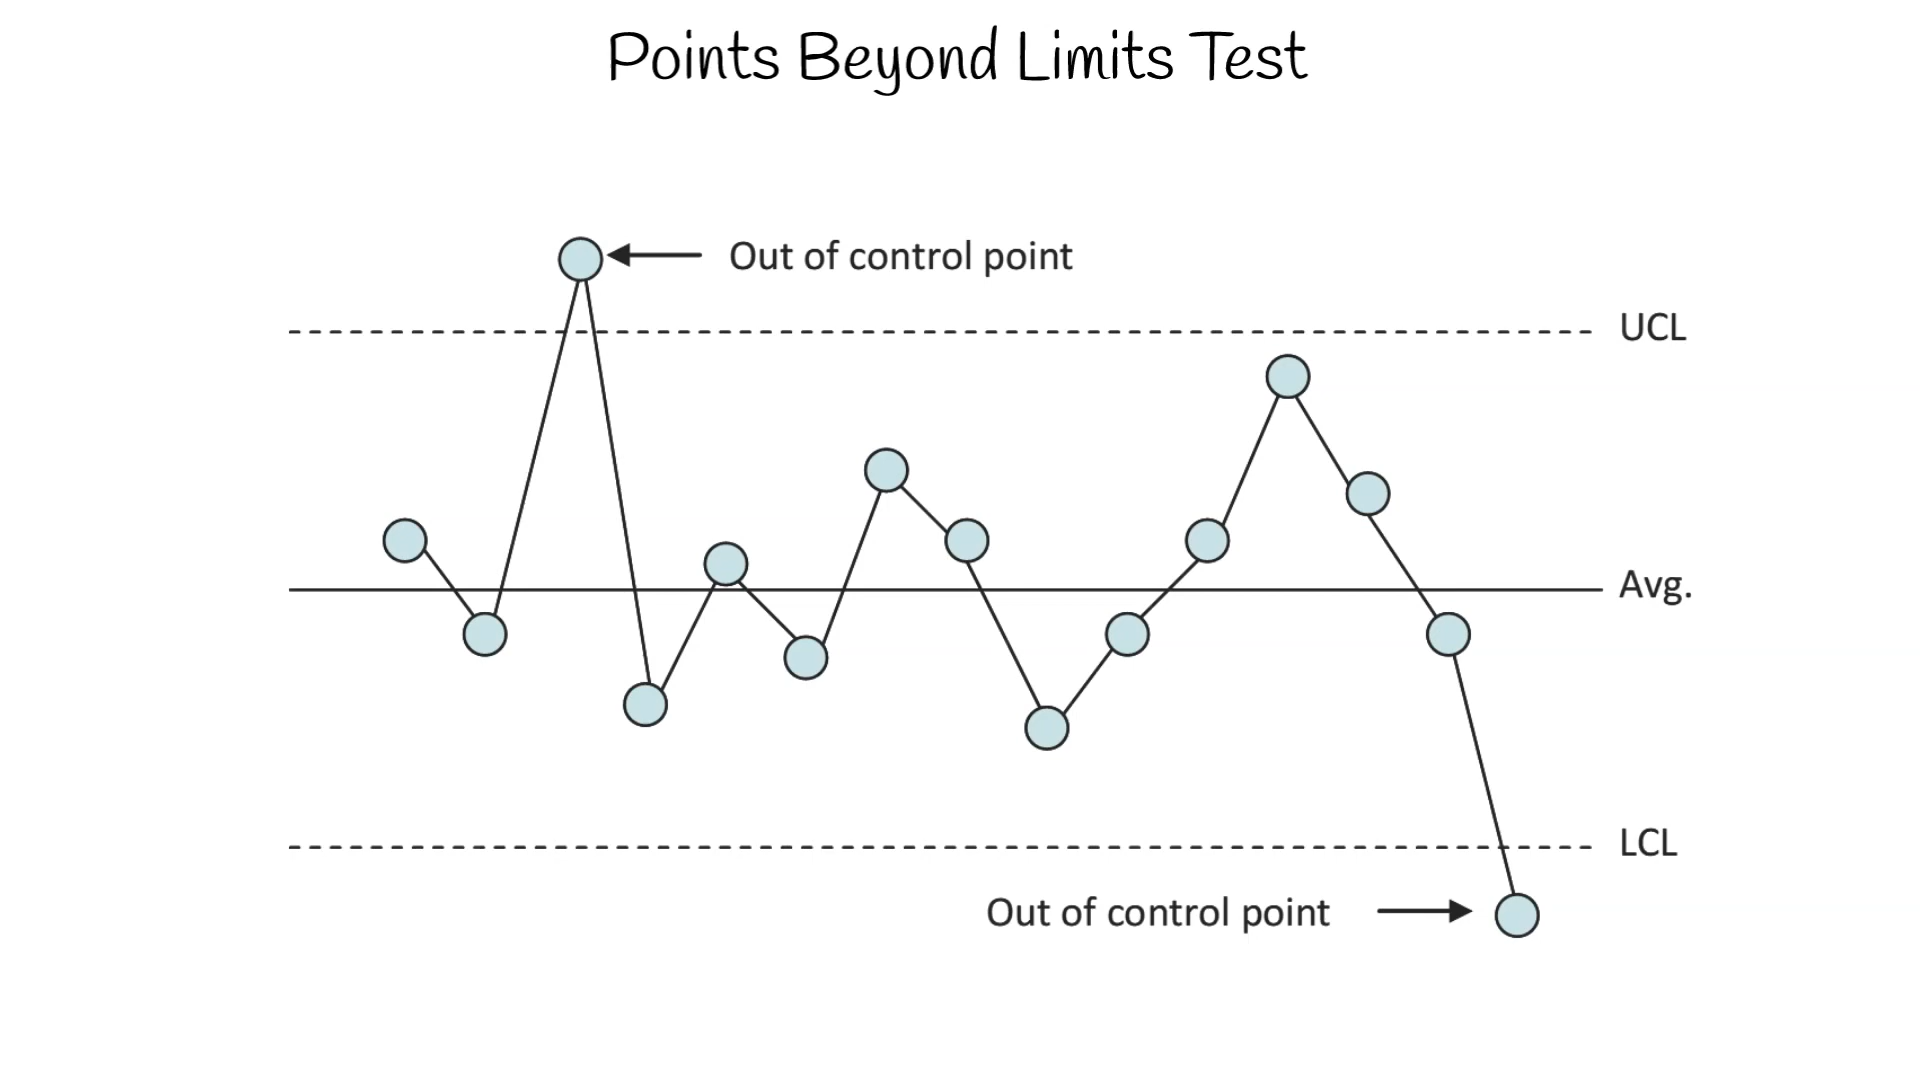 Points Beyond Limits Test
Out of control point
UCL
Avg.
LCL
Out of control point